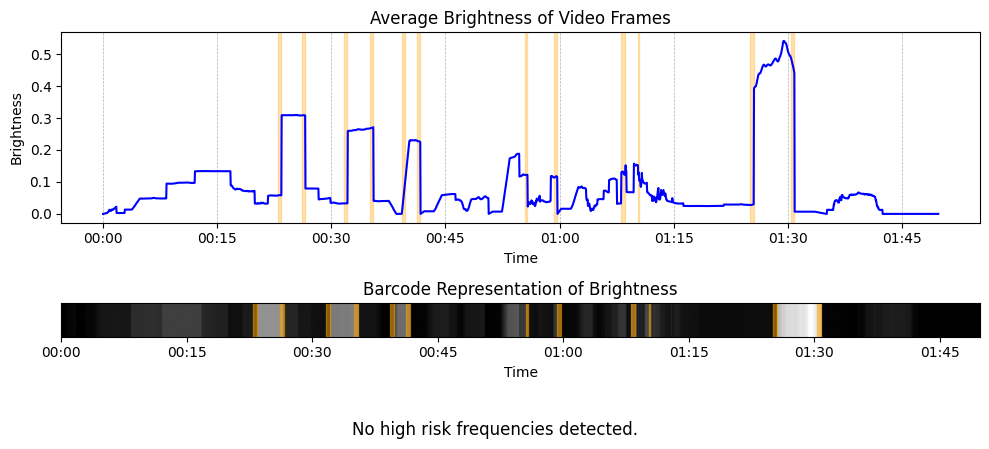 Average Brightness of Video Frames
Brightness
0.5
0.4
0.3
0.2
0.1
0.0
00:00 00:15 00:30 00:45 01:00 01:15 01:30 01:45
Time
Barcode Representation of Brightness
00:00 00:15 00:30 00:45 01:00 01:15 01:30 01:45
Time
No high risk frequencies detected.